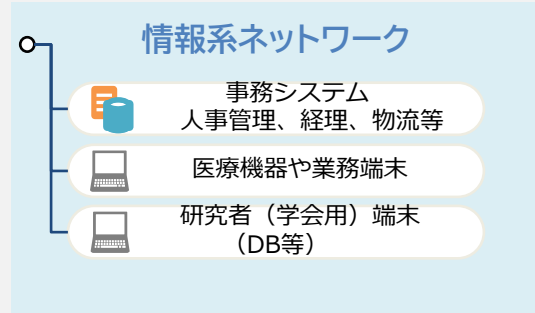 情報系ネットワーク
事務システム
人事管理、経理、物流等
医療機器や業務端末
研究者（学会用）端末
（DB等）